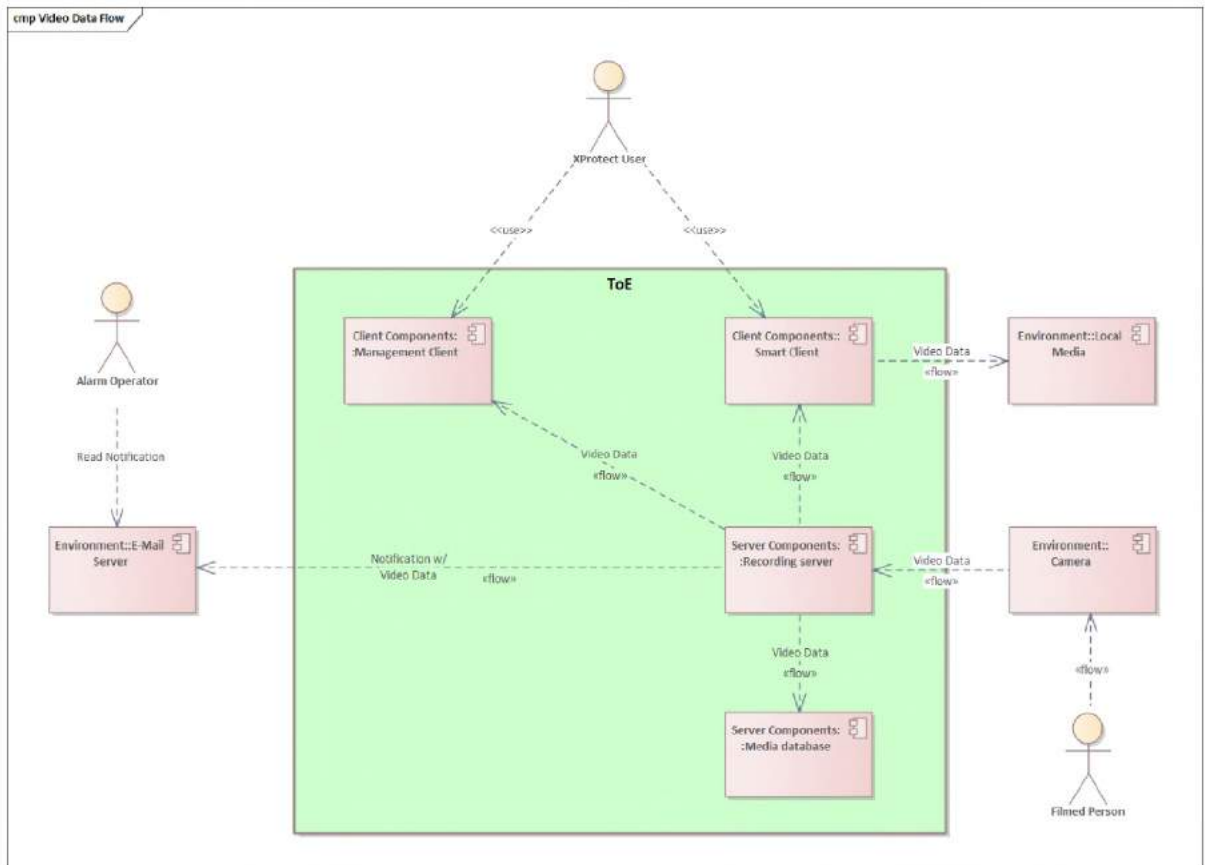 cmp Video Data Flow
XProtect User
<<use>>
<<use>>
ToE
Alarm Operator
Client Components:
:Management Client
Client Components::
Smart Client
Video Data
«flow»
Environment::Local
Media
Read Notification
Video Data
«flow»
Video Data
«flow»
Environment::E-Mail
Server
Notification w/
Video Data
«flow»
Server Components:
:Recording server
Video Data
«flow»
Environment::
Camera
Video Data
«flow»
«flow»
Server Components:
:Media database
Filmed Person